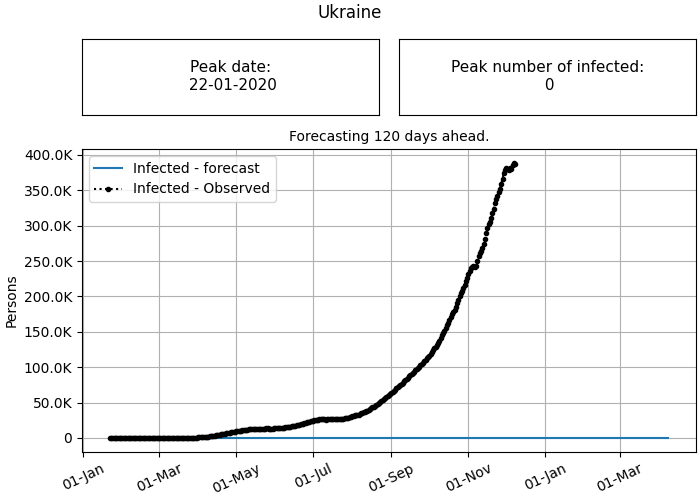 Ukraine
Peak date:
22-01-2020
Peak number of infected:
0
Forecasting 120 days ahead.
Infected - forecast
Infected - Observed
400.0K
350.0K
300.0K
250.0K
200.0K
150.0K
100.0K
50.0K
0
Persons
01-Jan
01-Mar
01-May
01-Jul
01-Sep
01-Nov
01-Jan
01-Mar